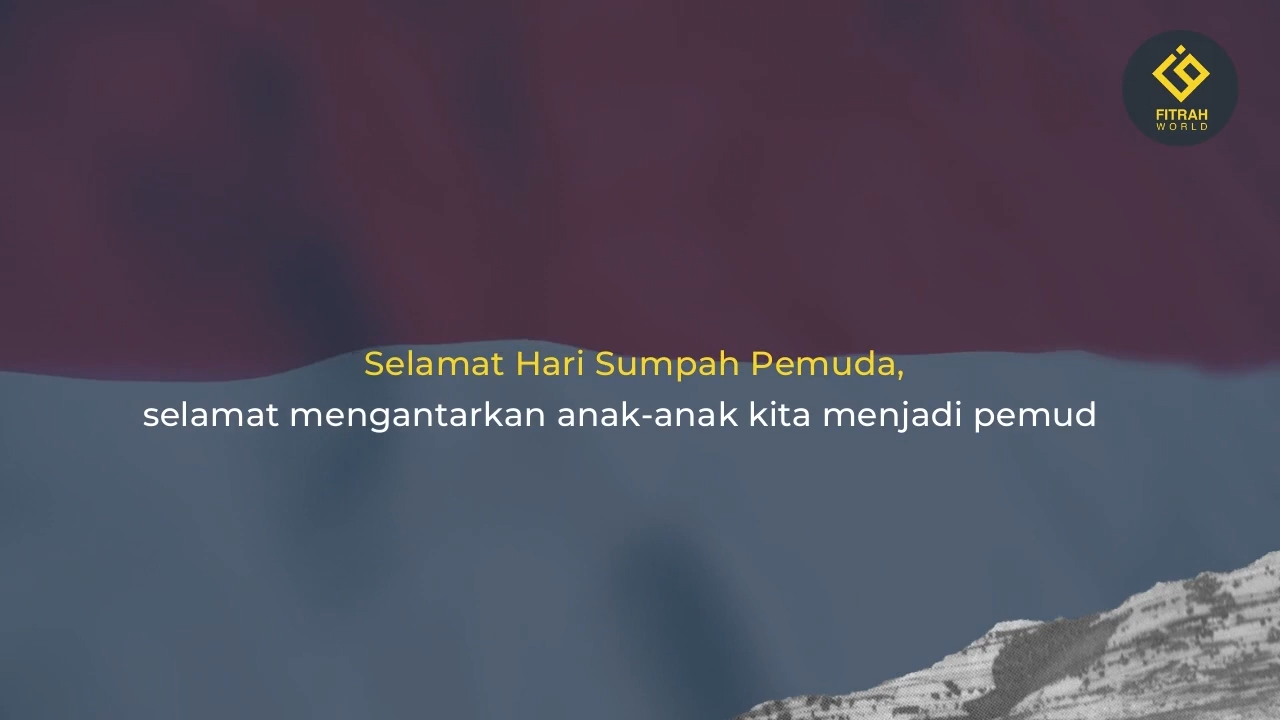 FITRAH
WORLD
Selamat Hari Sumpah Pemuda,
selamat mengantarkan anak-anak kita menjadi pemud